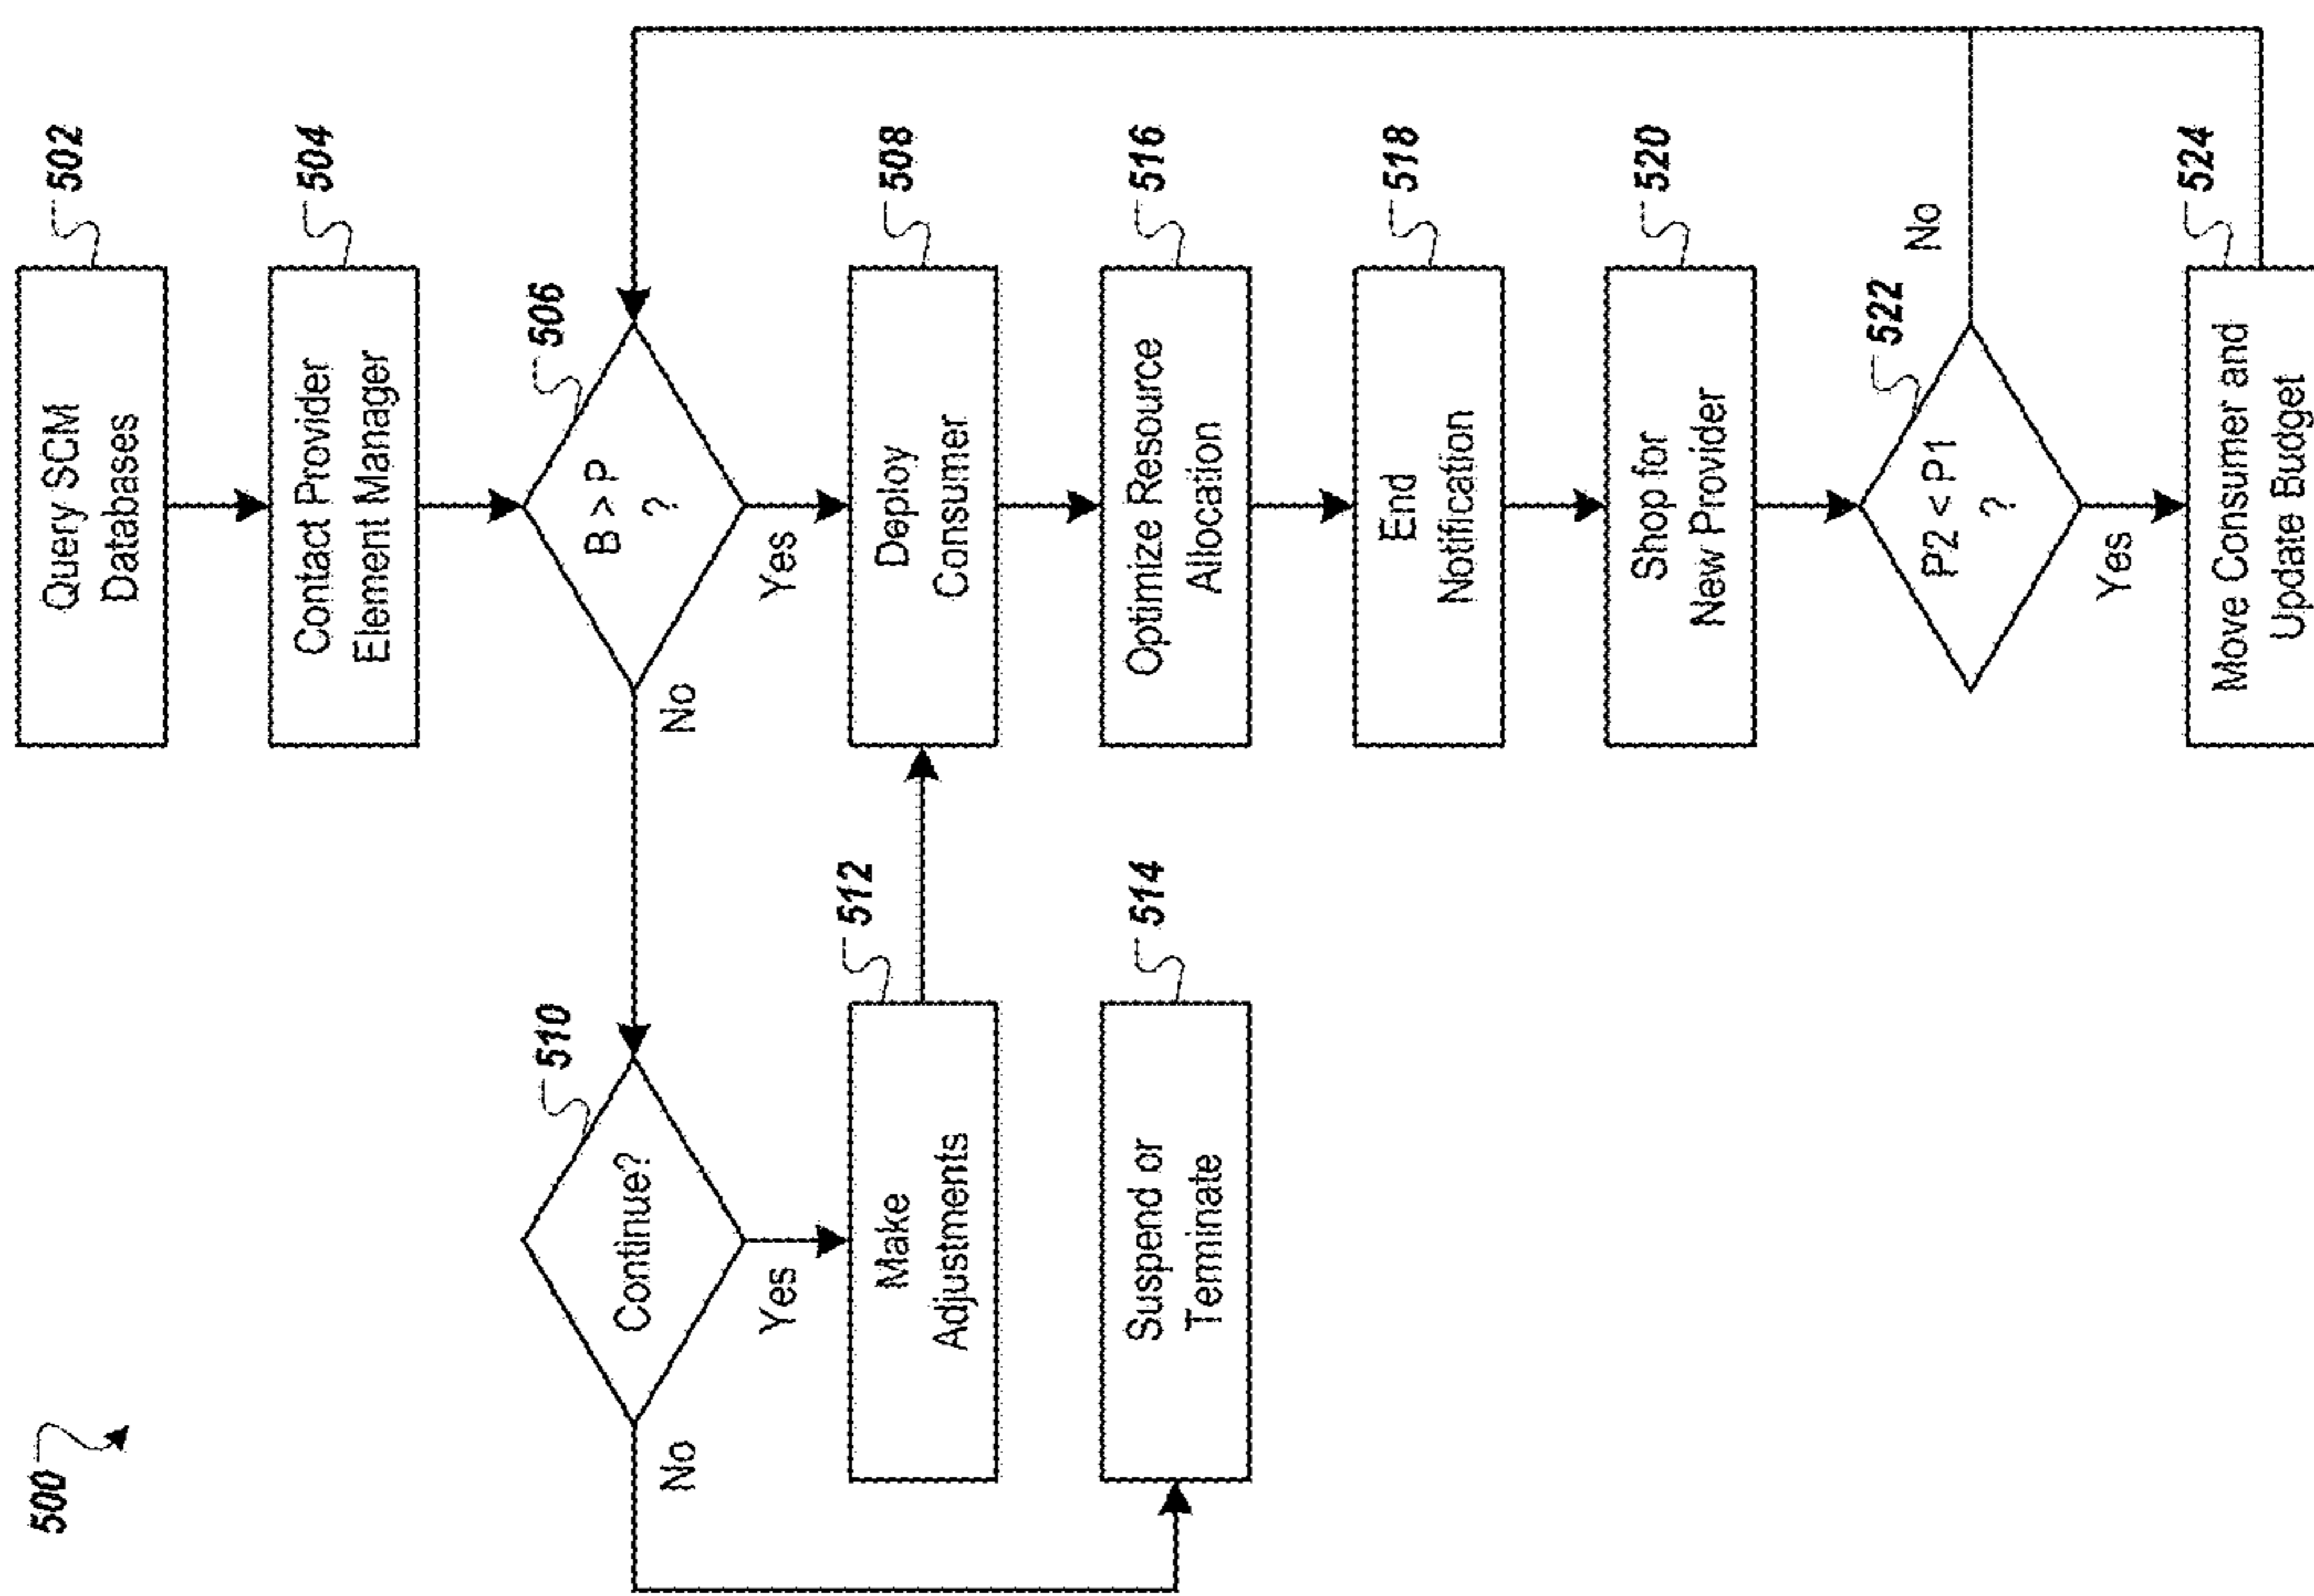 500
Query SCM
Databases
502
Contact Provider
Element Manager
504
B > P
?
506
No
Yes
Continue?
510
No
Yes
Make
Adjustments
512
Deploy
Consumer
508
Suspend or
Terminate
514
Optimize Resource
Allocation
516
End
Notification
518
Shop for
New Provider
520
P2 < P1
?
522
No
Yes
Move Consumer and
Update Budget
524